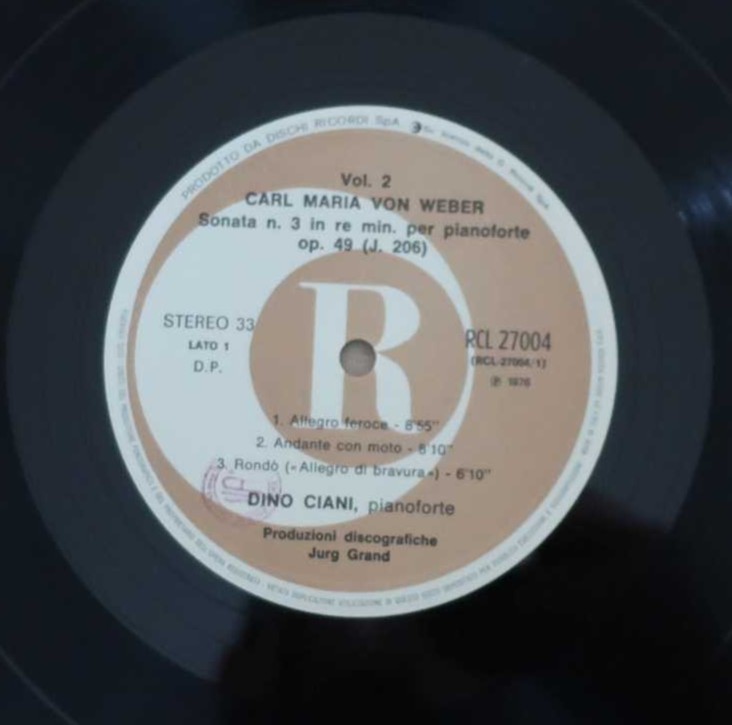 PRODOTTO DA DISCHI RICORDI SpA
Vol. 2
CARL MARIA VON WEBER
Sonata n. 3 in re min. per pianoforte
op. 49 (J. 206)
STEREO 33
LATO 1
D.P.
R
RCL 27004
(RCL-27004/1)
℗ 1976
1. Allegro feroce - 8'55"
2. Andante con moto - 6'10"
3. Rondò («Allegro di bravura») - 6'10"
DINO CIANI, pianoforte
Produzioni discografiche
Jurg Grand